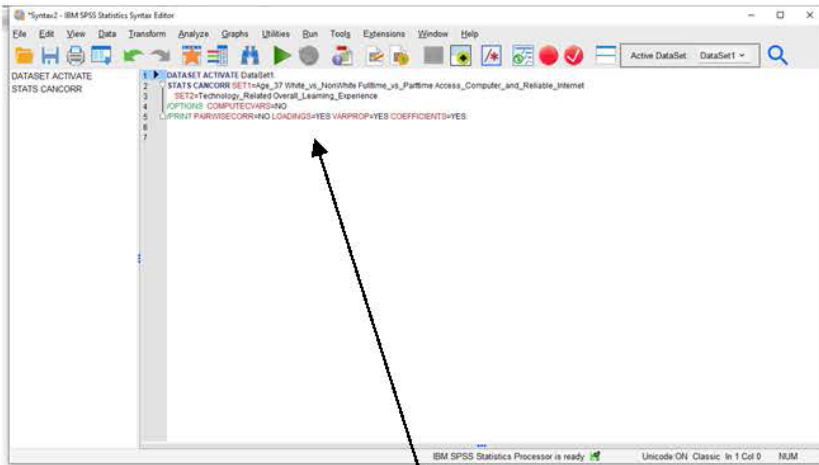 *Syntax2 - IBM SPSS Statistics Syntax Editor
File Edit View Data Transform Analyze Graphs Utilities Run Tools Extensions Window Help
Active DataSet DataSet1
DATASET ACTIVATE
STATS CANCORR
1 DATASET ACTIVATE DataSet1.
2 STATS CANCORR SET1=Age_37 White_vs_NonWhite Fulltime_vs_Parttime Access_Computer_and_Reliable_Internet
3 SET2=Technology_Related Overall_Learning_Experience
4 /OPTIONS COMPUTECVARS=NO
5 /PRINT PAIRWISECORR=NO LOADINGS=YES VARPROP=YES COEFFICIENTS=YES.
6
7
IBM SPSS Statistics Processor is ready Unicode:ON Classic In 1 Col 0 NUM